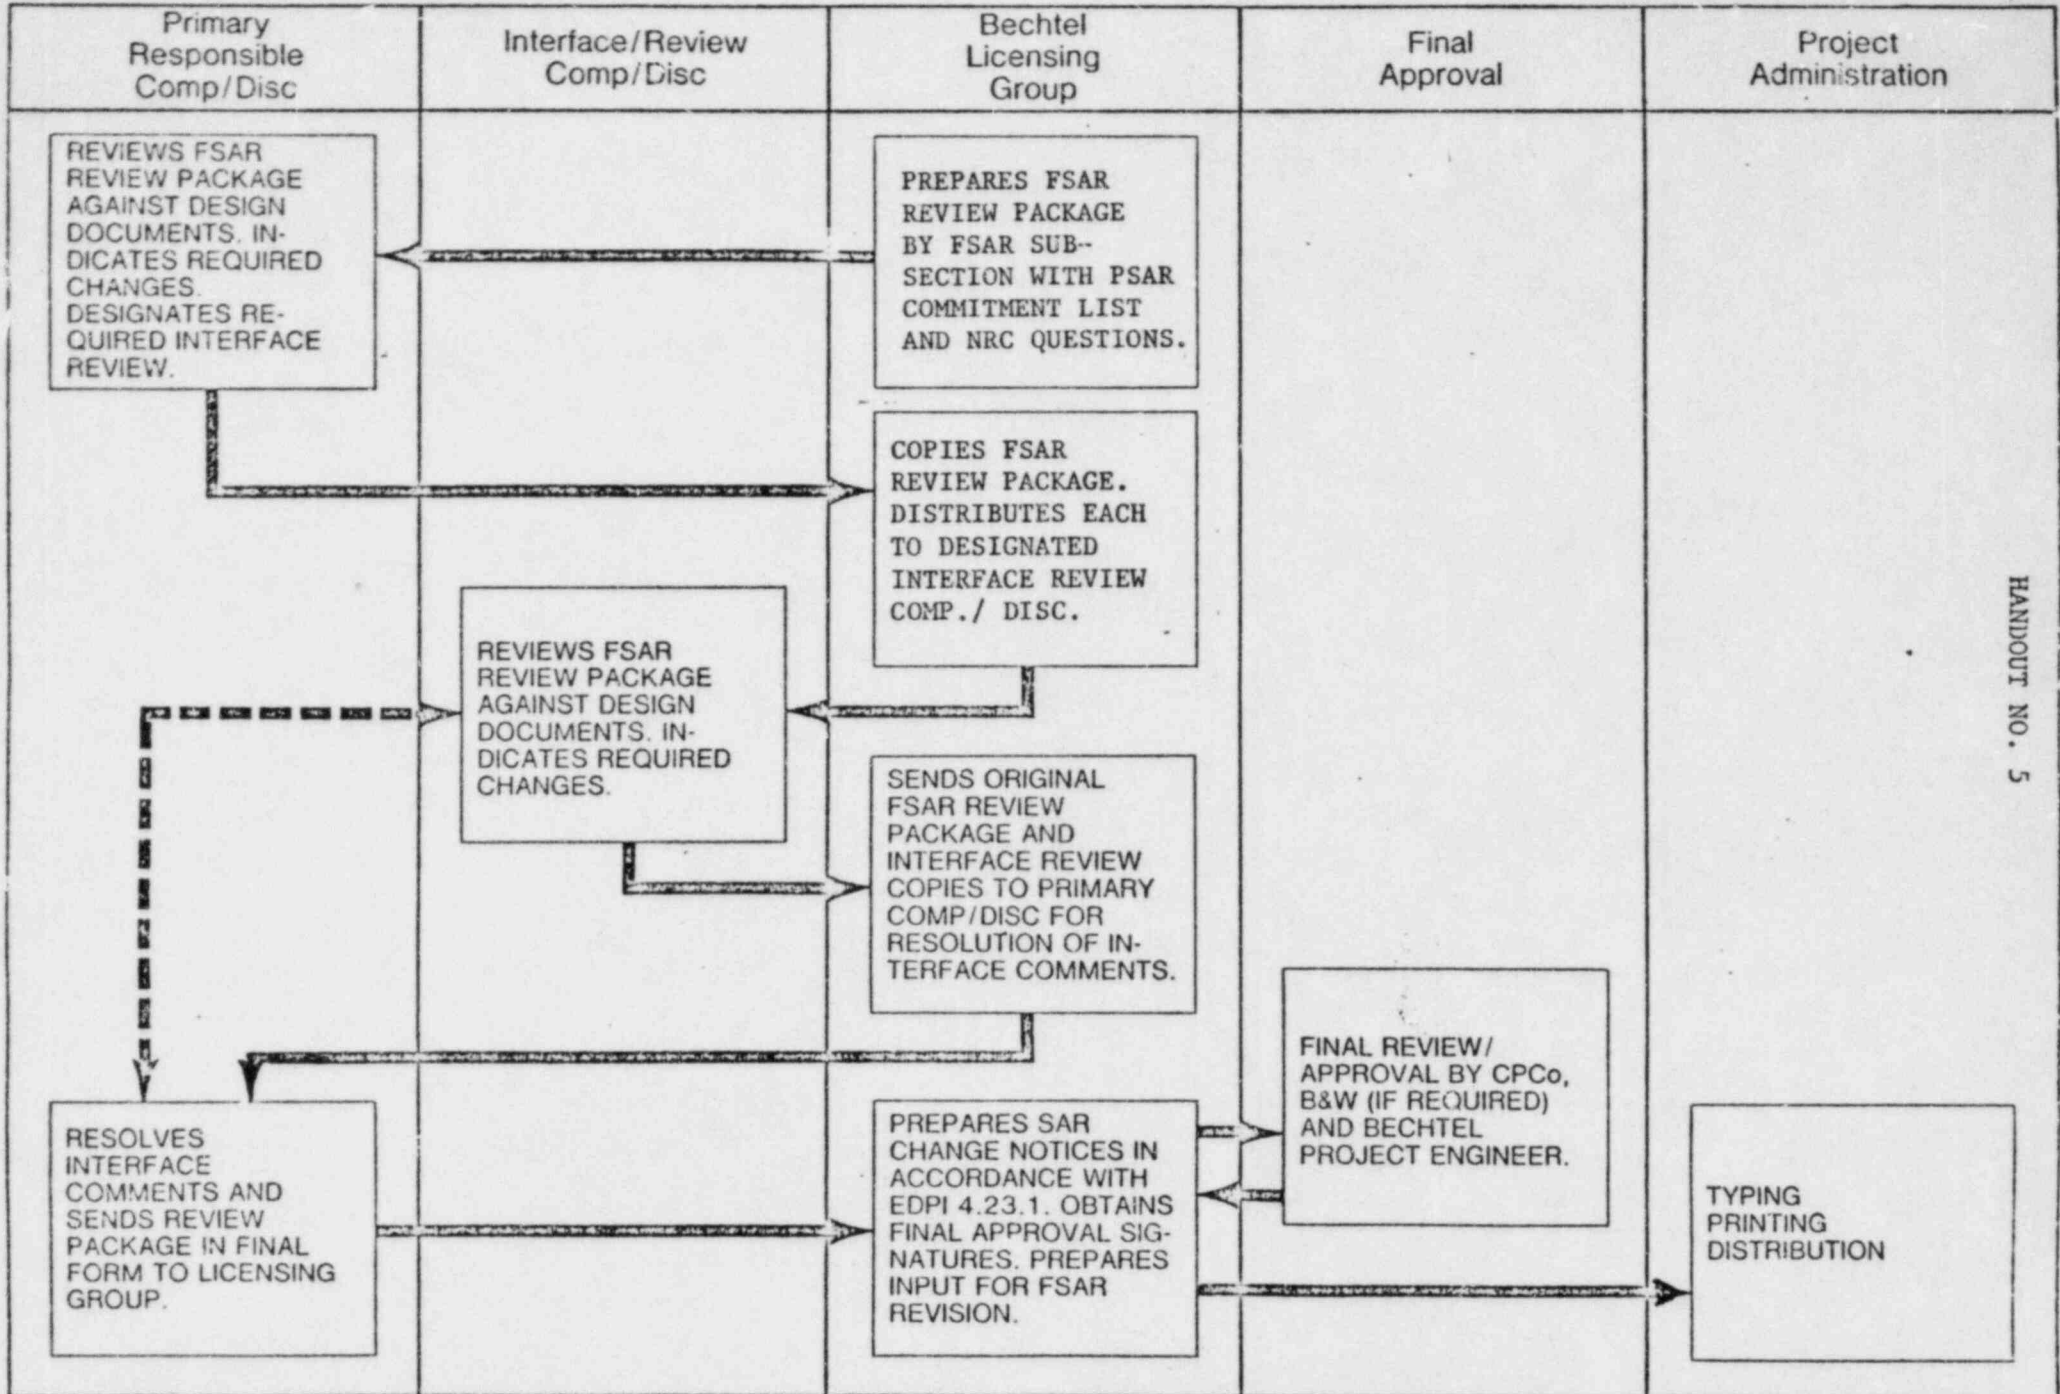 Primary
Responsible
Comp/Disc
Interface/Review
Comp/Disc
Bechtel
Licensing
Group
Final
Approval
Project
Administration
REVIEWS FSAR
REVIEW PACKAGE
AGAINST DESIGN
DOCUMENTS. IN-
DICATES REQUIRED
CHANGES.
DESIGNATES RE-
QUIRED INTERFACE
REVIEW.
PREPARES FSAR
REVIEW PACKAGE
BY FSAR SUB--
SECTION WITH PSAR
COMMITMENT LIST
AND NRC QUESTIONS.
COPIES FSAR
REVIEW PACKAGE.
DISTRIBUTES EACH
TO DESIGNATED
INTERFACE REVIEW
COMP./ DISC.
REVIEWS FSAR
REVIEW PACKAGE
AGAINST DESIGN
DOCUMENTS. IN-
DICATES REQUIRED
CHANGES.
SENDS ORIGINAL
FSAR REVIEW
PACKAGE AND
INTERFACE REVIEW
COPIES TO PRIMARY
COMP/DISC FOR
RESOLUTION OF IN-
TERFACE COMMENTS.
RESOLVES
INTERFACE
COMMENTS AND
SENDS REVIEW
PACKAGE IN FINAL
FORM TO LICENSING
GROUP.
PREPARES SAR
CHANGE NOTICES IN
ACCORDANCE WITH
EDPI 4.23.1. OBTAINS
FINAL APPROVAL SIG-
NATURES. PREPARES
INPUT FOR FSAR
REVISION.
FINAL REVIEW/
APPROVAL BY CPCo,
B&W (IF REQUIRED)
AND BECHTEL
PROJECT ENGINEER.
TYPING
PRINTING
DISTRIBUTION
HANDOUT NO. 5